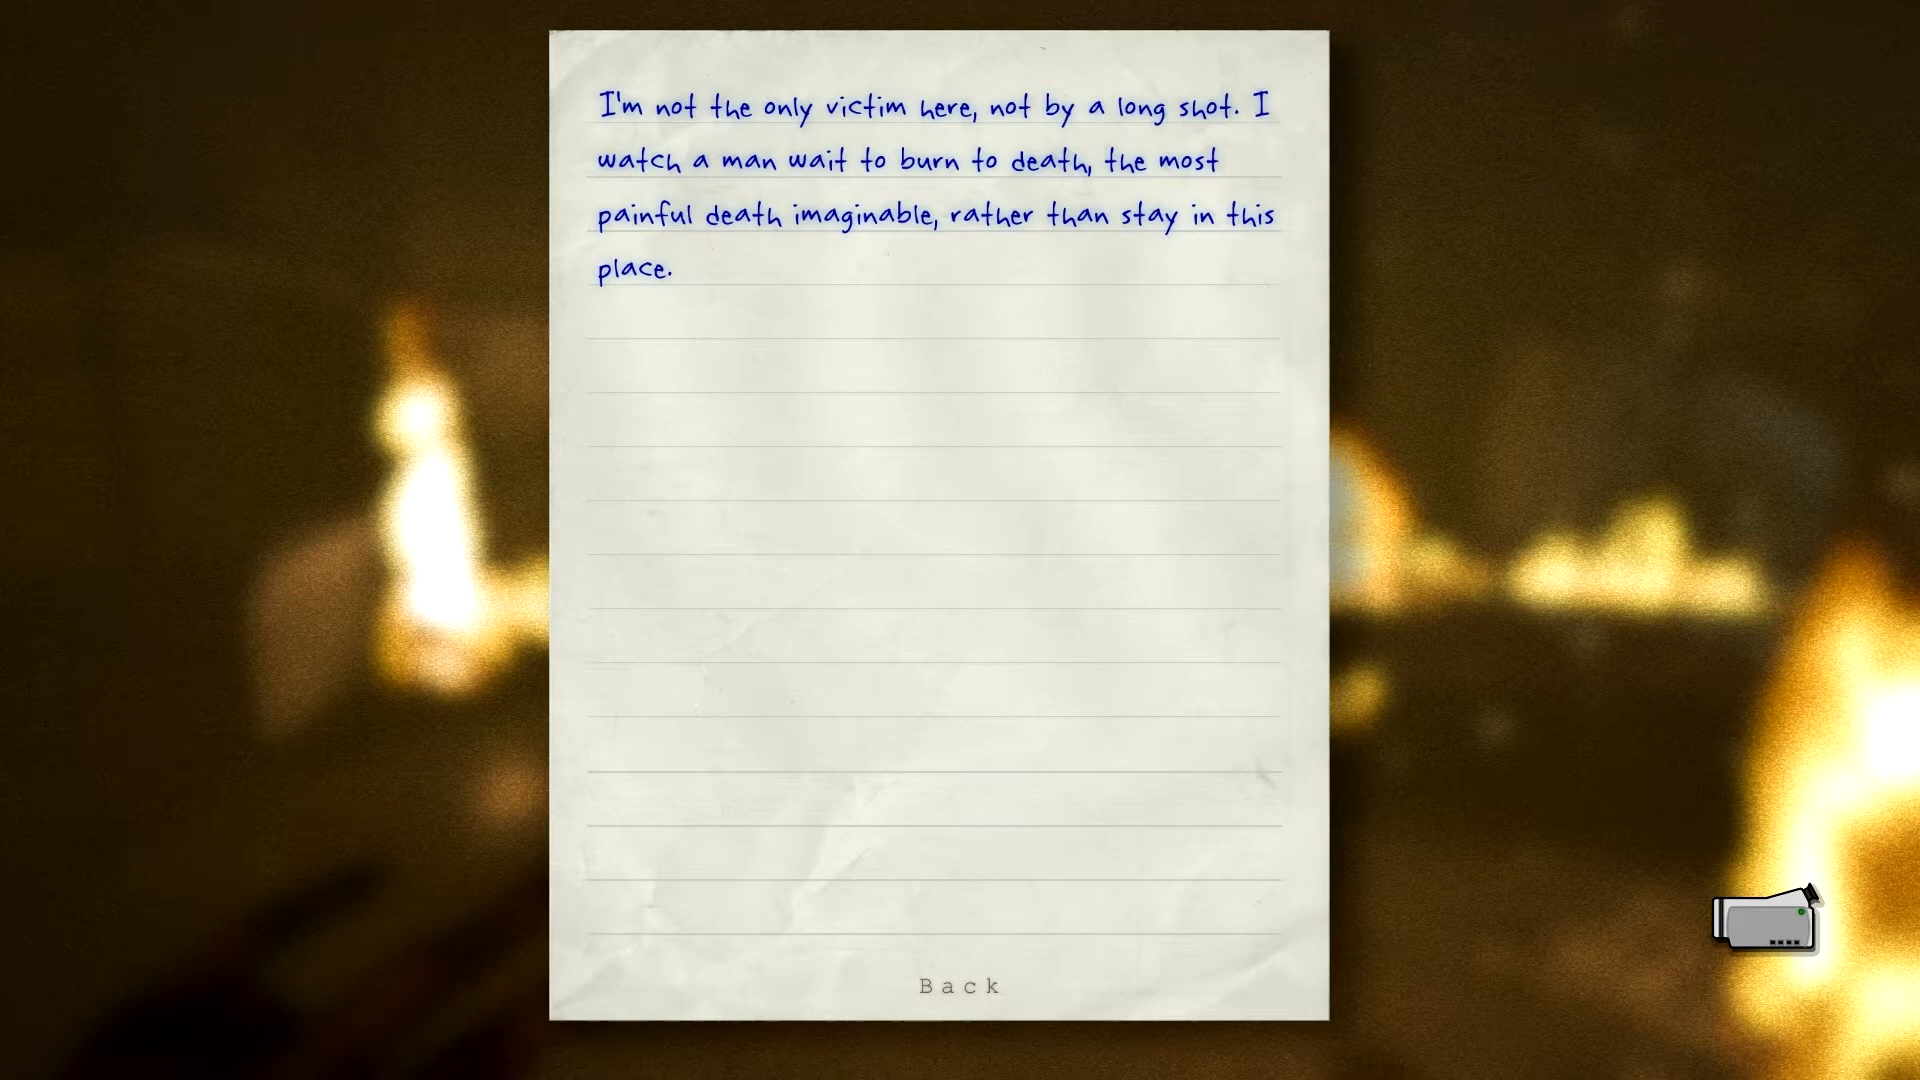 I'm not the only victim here, not by a long shot. I
watch a man wait to burn to death, the most
painful death imaginable, rather than stay in this
place.
Back